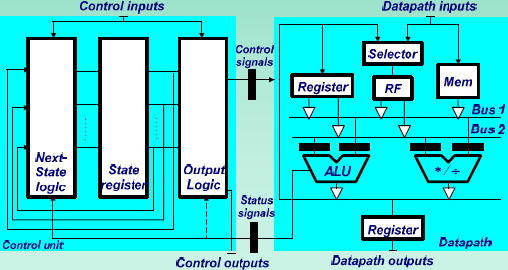 Control inputs
Datapath inputs
Control
signals
Selector
Register
RF
Mem
Bus 1
Bus 2
Next-
State
logic
State
register
Output
Logic
ALU
*/÷
Status
signals
Register
Control unit
Datapath
Control outputs
Datapath outputs